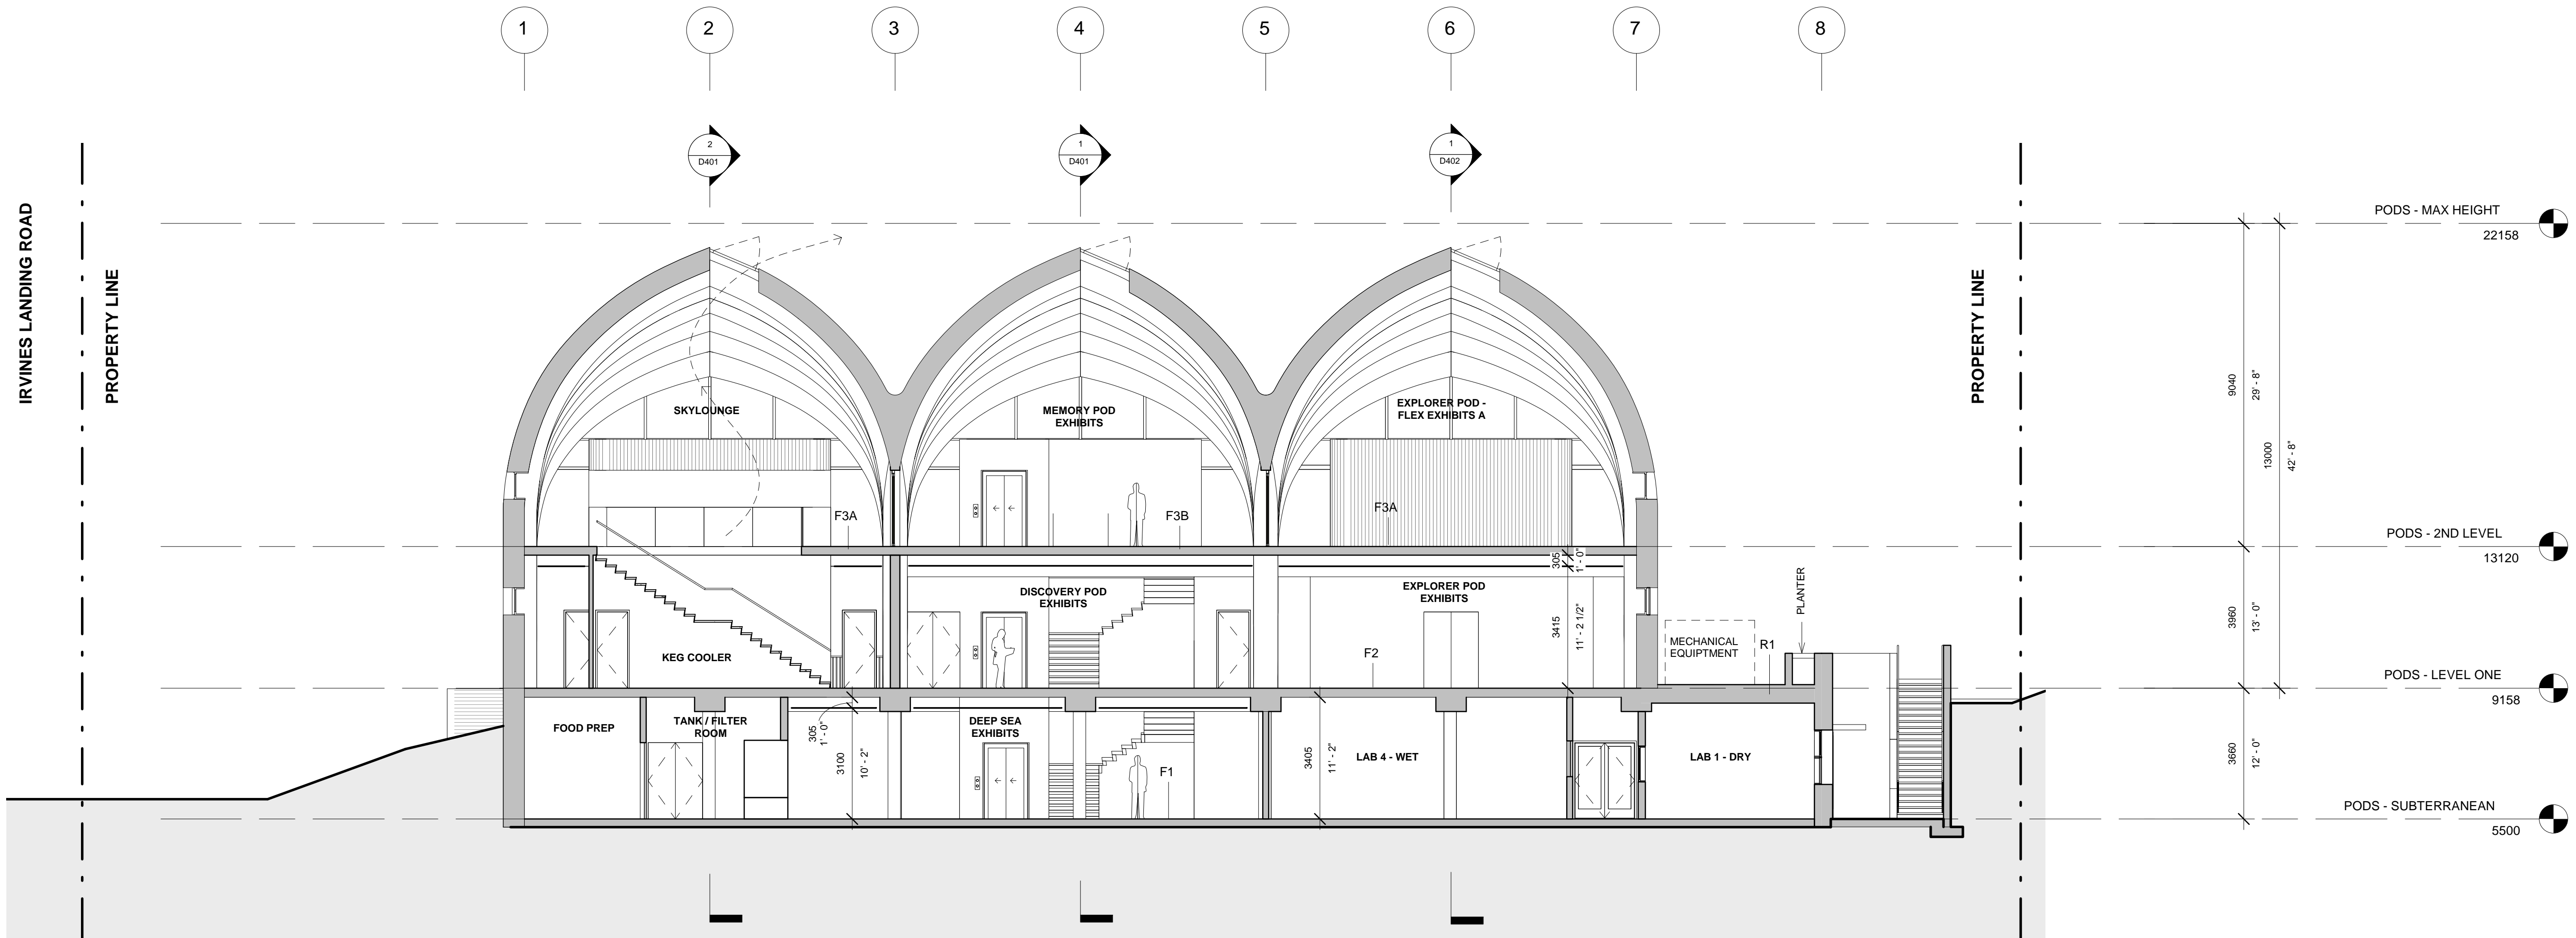 1
2
3
4
5
6
7
8
2
D401
1
D401
1
D402
IRVINES LANDING ROAD
PROPERTY LINE
PROPERTY LINE
PODS - MAX HEIGHT
22158
9040
29' - 8"
13000
42' - 8"
SKYLOUNGE
MEMORY POD
EXHIBITS
EXPLORER POD -
FLEX EXHIBITS A
F3A
F3B
F3A
PODS - 2ND LEVEL
13120
305
1' - 0"
KEG COOLER
DISCOVERY POD
EXHIBITS
EXPLORER POD
EXHIBITS
F2
3415
11' - 2 1/2"
PLANTER
MECHANICAL
EQUIPTMENT
R1
3960
13' - 0"
PODS - LEVEL ONE
9158
FOOD PREP
TANK / FILTER
ROOM
305
1' - 0"
3100
10' - 2"
DEEP SEA
EXHIBITS
F1
3405
11' - 2"
LAB 4 - WET
LAB 1 - DRY
3660
12' - 0"
PODS - SUBTERRANEAN
5500